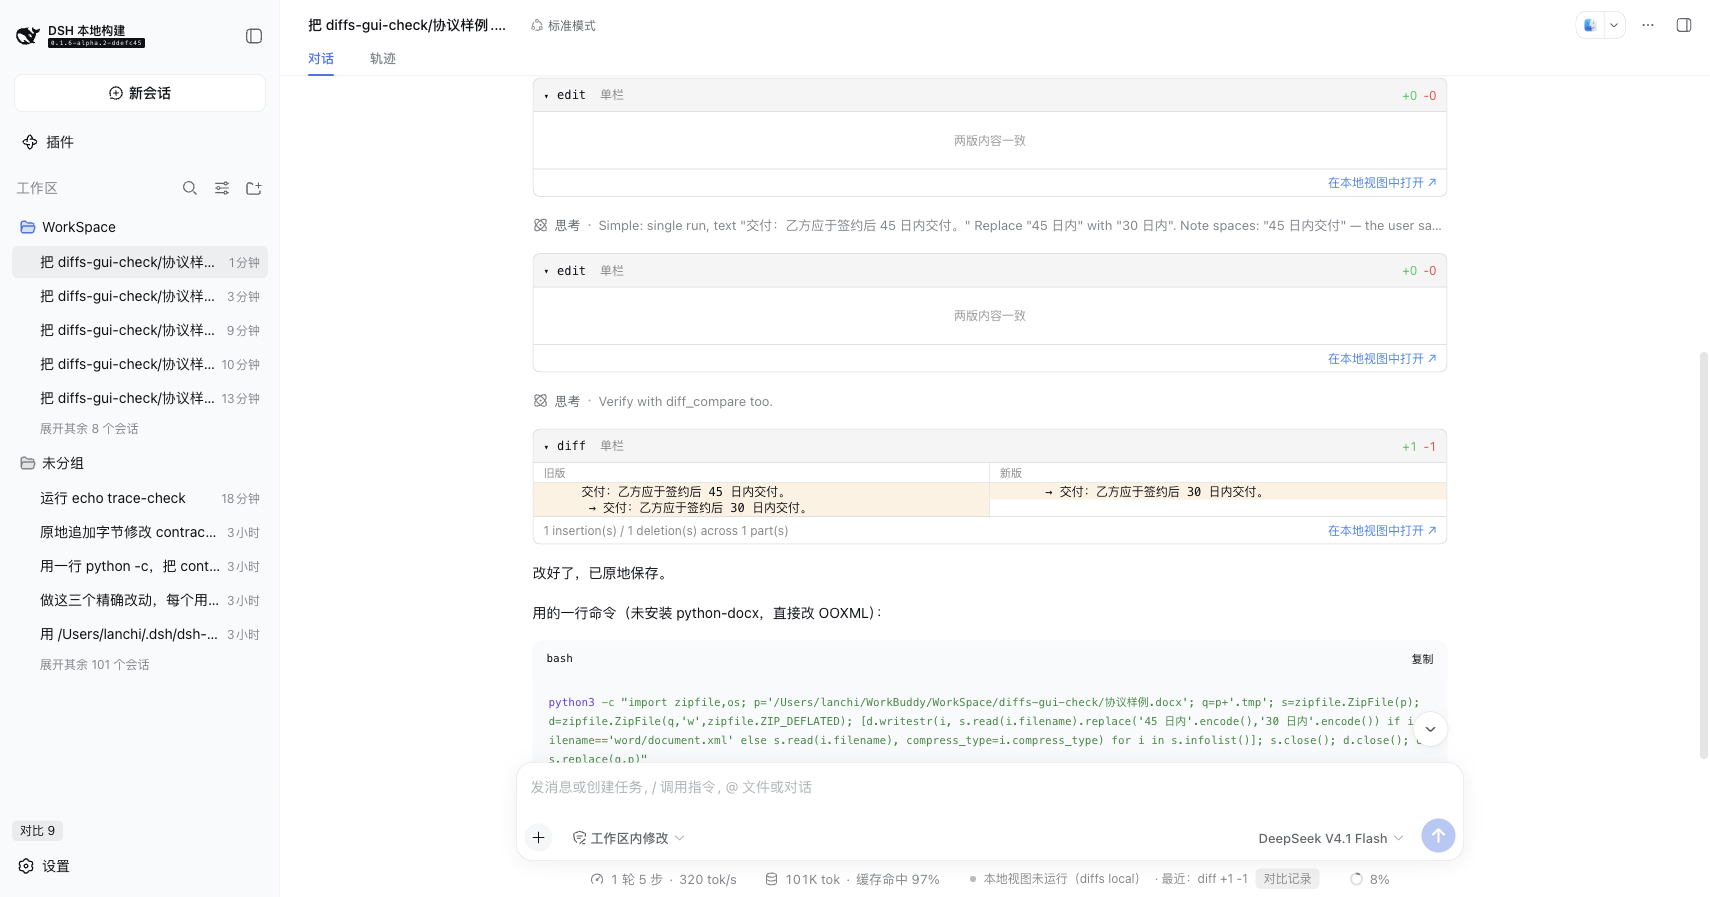 DSH 本地构建
0.1.6-alpha.2-ddefc45
新会话
插件
工作区
WorkSpace
把 diffs-gui-check/协议样... 1分钟
把 diffs-gui-check/协议样... 3分钟
把 diffs-gui-check/协议样... 9分钟
把 diffs-gui-check/协议样... 10分钟
把 diffs-gui-check/协议样... 13分钟
展开其余 8 个会话
未分组
运行 echo trace-check 18分钟
原地追加字节修改 contrac... 3小时
用一行 python -c，把 cont... 3小时
做这三个精确改动，每个用... 3小时
用 /Users/lanchi/.dsh/dsh-... 3小时
展开其余 101 个会话
对比 9
设置
把 diffs-gui-check/协议样例.... 标准模式
对话 轨迹
edit 单栏 +0 -0
两版内容一致
在本地视图中打开 ↗
思考 · Simple: single run, text "交付：乙方应于签约后 45 日内交付。" Replace "45 日内" with "30 日内". Note spaces: "45 日内交付" — the user sa...
edit 单栏 +0 -0
两版内容一致
在本地视图中打开 ↗
思考 · Verify with diff_compare too.
diff 单栏 +1 -1
旧版 新版
交付：乙方应于签约后 45 日内交付。 → 交付：乙方应于签约后 30 日内交付。
→ 交付：乙方应于签约后 30 日内交付。
1 insertion(s) / 1 deletion(s) across 1 part(s) 在本地视图中打开 ↗
改好了，已原地保存。
用的一行命令（未安装 python-docx，直接改 OOXML）：
bash 复制
python3 -c "import zipfile,os; p='/Users/lanchi/WorkBuddy/WorkSpace/diffs-gui-check/协议样例.docx'; q=p+'.tmp'; s=zipfile.ZipFile(p);
d=zipfile.ZipFile(q,'w',zipfile.ZIP_DEFLATED); [d.writestr(i, s.read(i.filename).replace('45 日内'.encode(),'30 日内'.encode()) if i
ilename=='word/document.xml' else s.read(i.filename), compress_type=i.compress_type) for i in s.infolist()]; s.close(); d.close();
s.replace(q,p)"
发消息或创建任务, / 调用指令, @ 文件或对话
工作区内修改 DeepSeek V4.1 Flash
1 轮 5 步 · 320 tok/s 101K tok · 缓存命中 97% 本地视图未运行（diffs local） · 最近：diff +1 -1 对比记录 8%